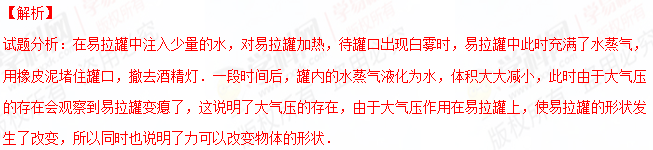 【解析】
试题分析：在易拉罐中注入少量的水，对易拉罐加热，待罐口出现白雾时，易拉罐中此时充满了水蒸气，
用橡皮泥堵住罐口，撤去酒精灯．一段时间后，罐内的水蒸气液化为水，体积大大减小，此时由于大气压
的存在会观察到易拉罐变瘪了，这说明了大气压的存在，由于大气压作用在易拉罐上，使易拉罐的形状发
生了改变，所以同时也说明了力可以改变物体的形状．